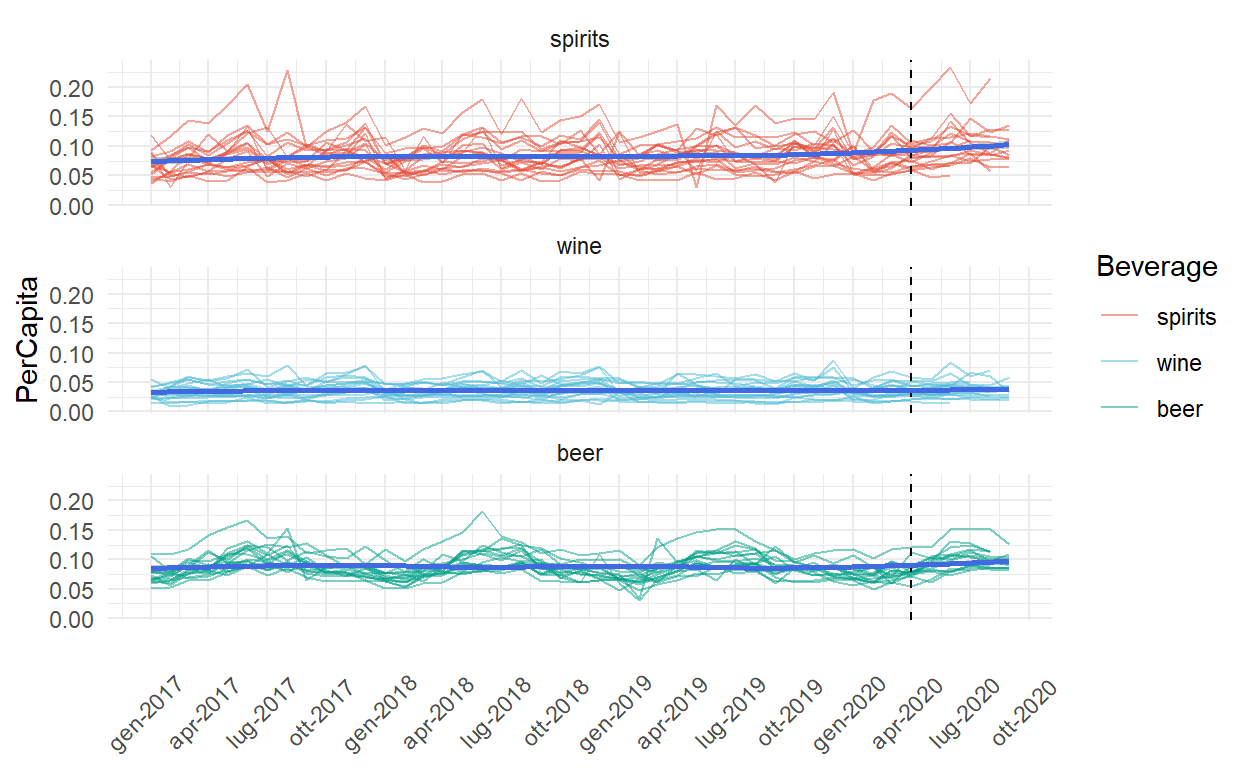 spirits
0.20
0.15
0.10
0.05
0.00
wine
0.20
0.15
0.10
0.05
0.00
beer
0.20
0.15
0.10
0.05
0.00
PerCapita
gen-2017
apr-2017
lug-2017
ott-2017
gen-2018
apr-2018
lug-2018
ott-2018
gen-2019
apr-2019
lug-2019
ott-2019
gen-2020
apr-2020
lug-2020
ott-2020
Beverage
spirits
wine
beer